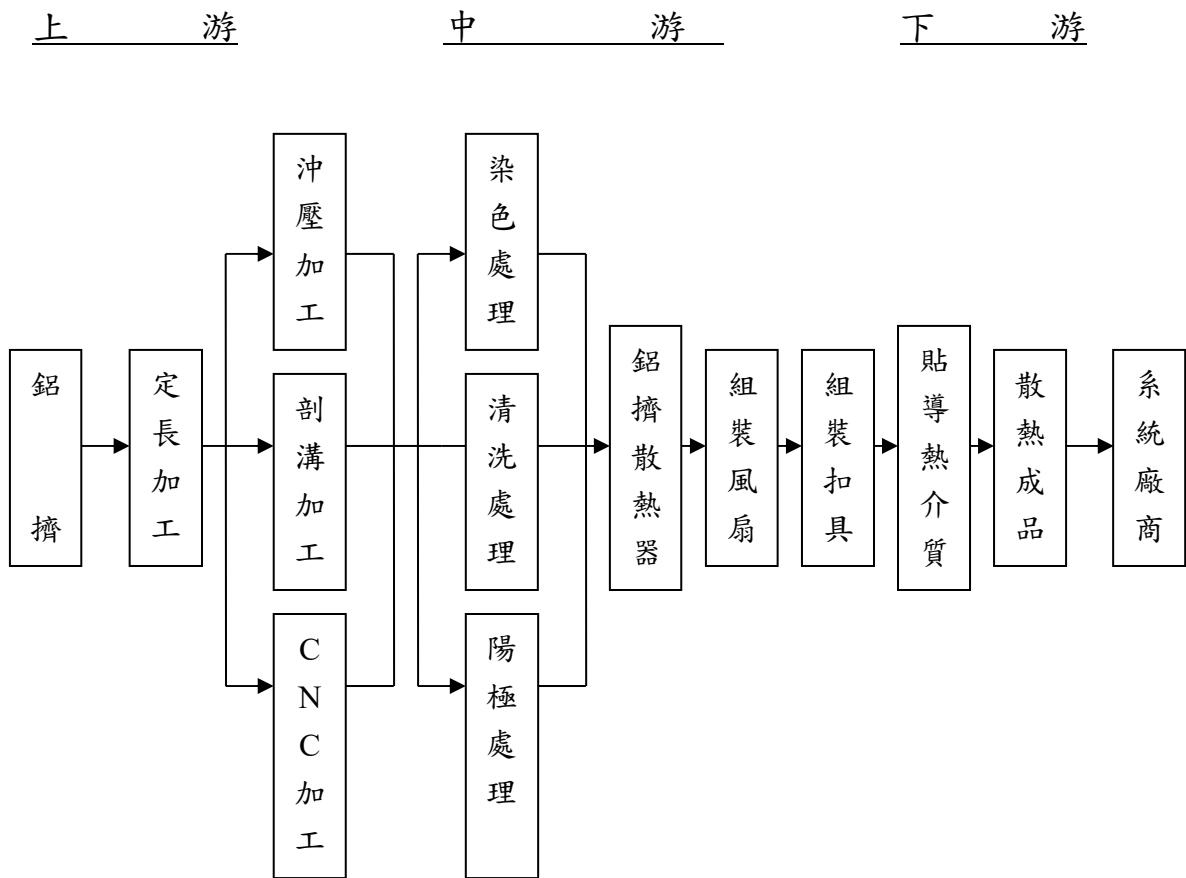 上游
中游
下游
鋁擠
定長加工
沖壓加工
剖溝加工
CNC加工
染色處理
清洗處理
陽極處理
鋁擠散熱器
組裝風扇
組裝扣具
貼導熱介質
散熱成品
系統廠商